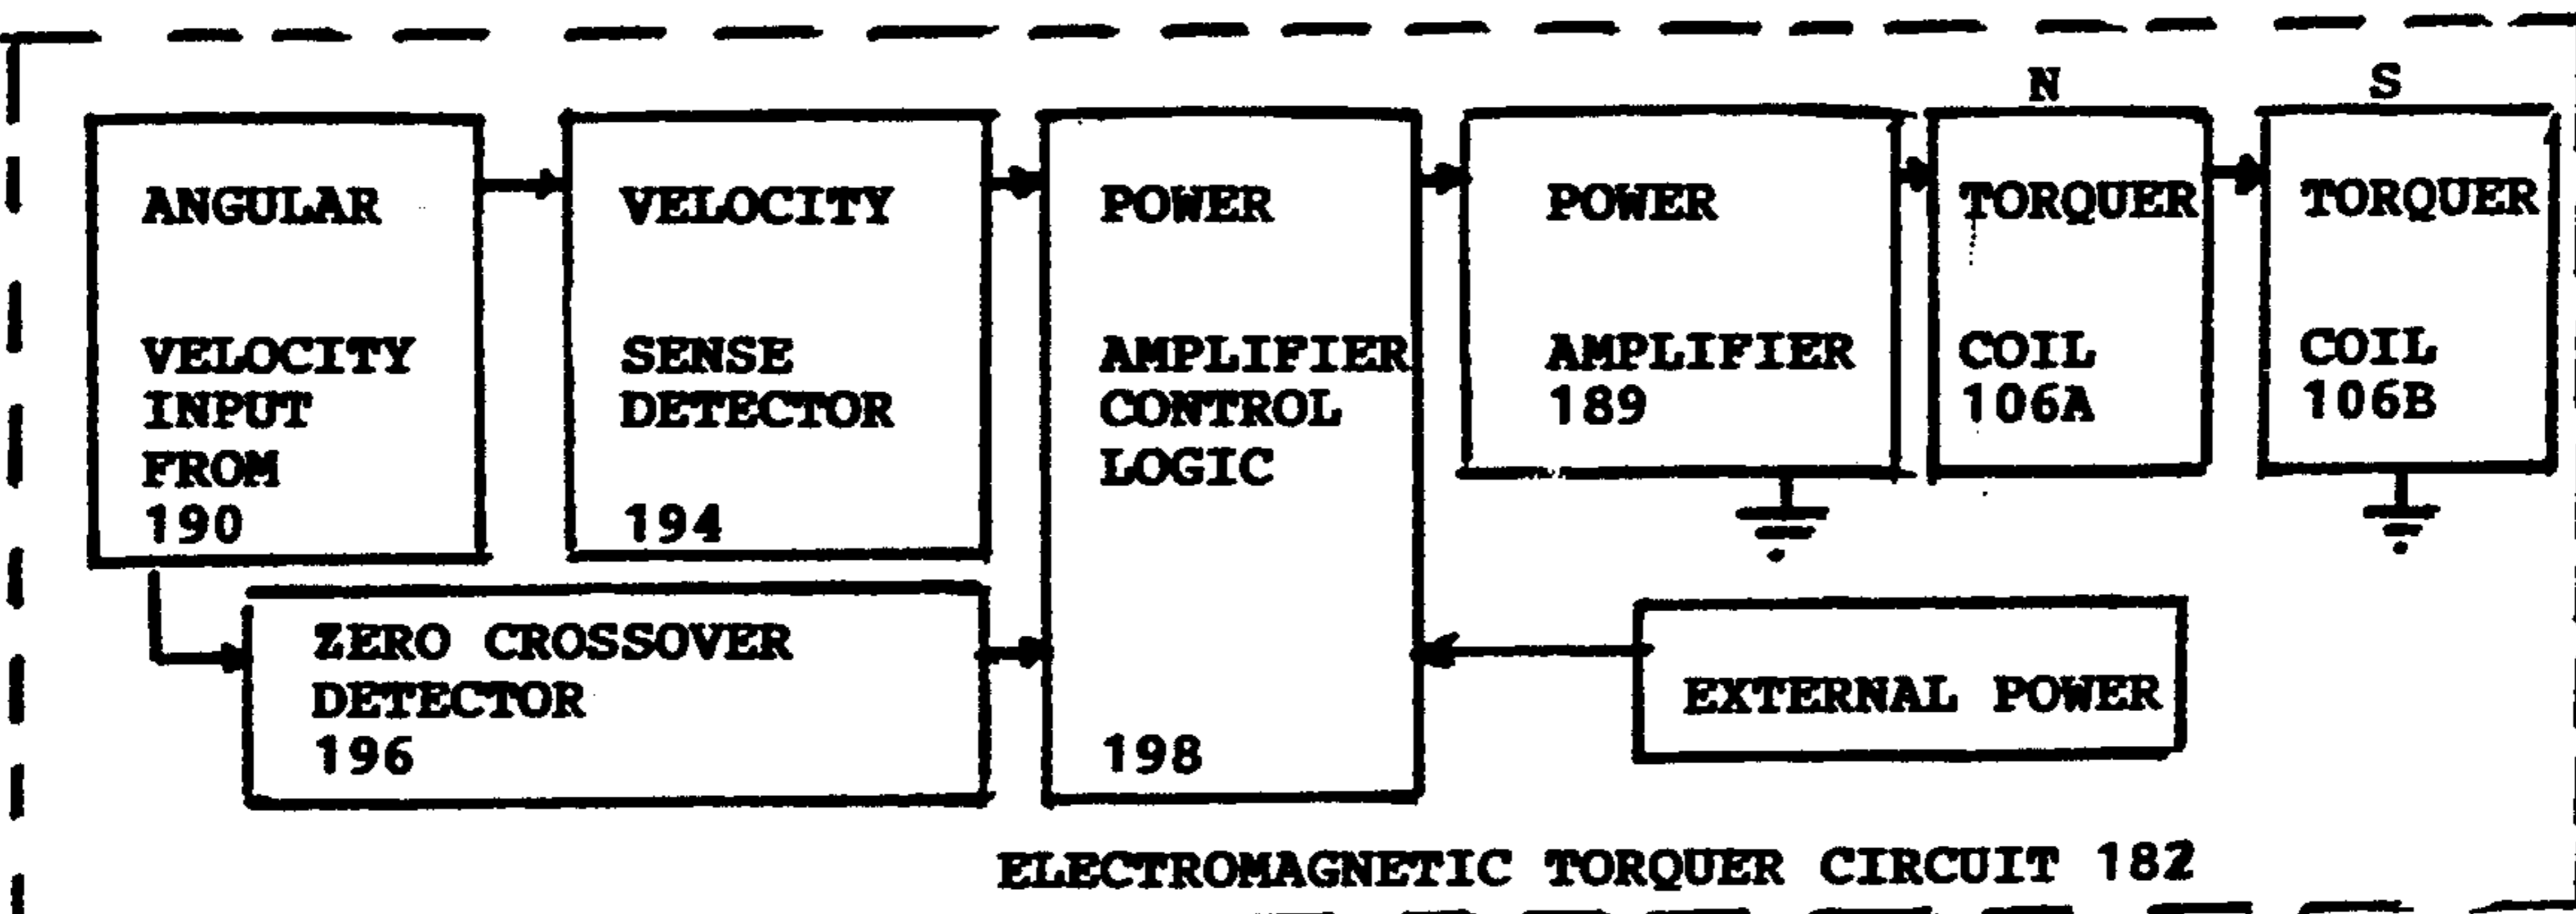 ANGULAR
VELOCITY
INPUT
FROM
190
VELOCITY
SENSE
DETECTOR
194
ZERO CROSSOVER
DETECTOR
196
POWER
AMPLIFIER
CONTROL
LOGIC
198
POWER
AMPLIFIER
189
N
TORQUER
COIL
106A
S
TORQUER
COIL
106B
EXTERNAL POWER
ELECTROMAGNETIC TORQUER CIRCUIT 182